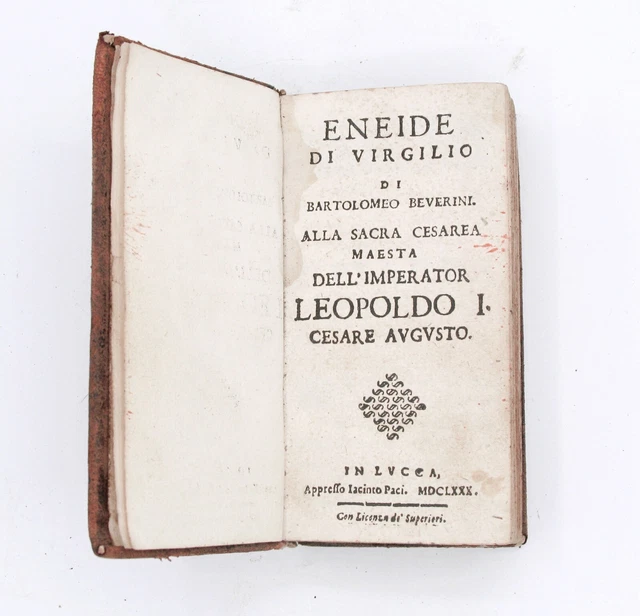 ENEIDE
DI VIRGILIO
DI
BARTOLOMEO BEVERINI.
ALLA SACRA CESAREA
MAESTA
DELL'IMPERATOR
LEOPOLDO I.
CESARE AVGVSTO.
IN LVCCA,
Appreſſo Iacinto Paci. MDCLXXX.
Con Licenza de' Superiori.